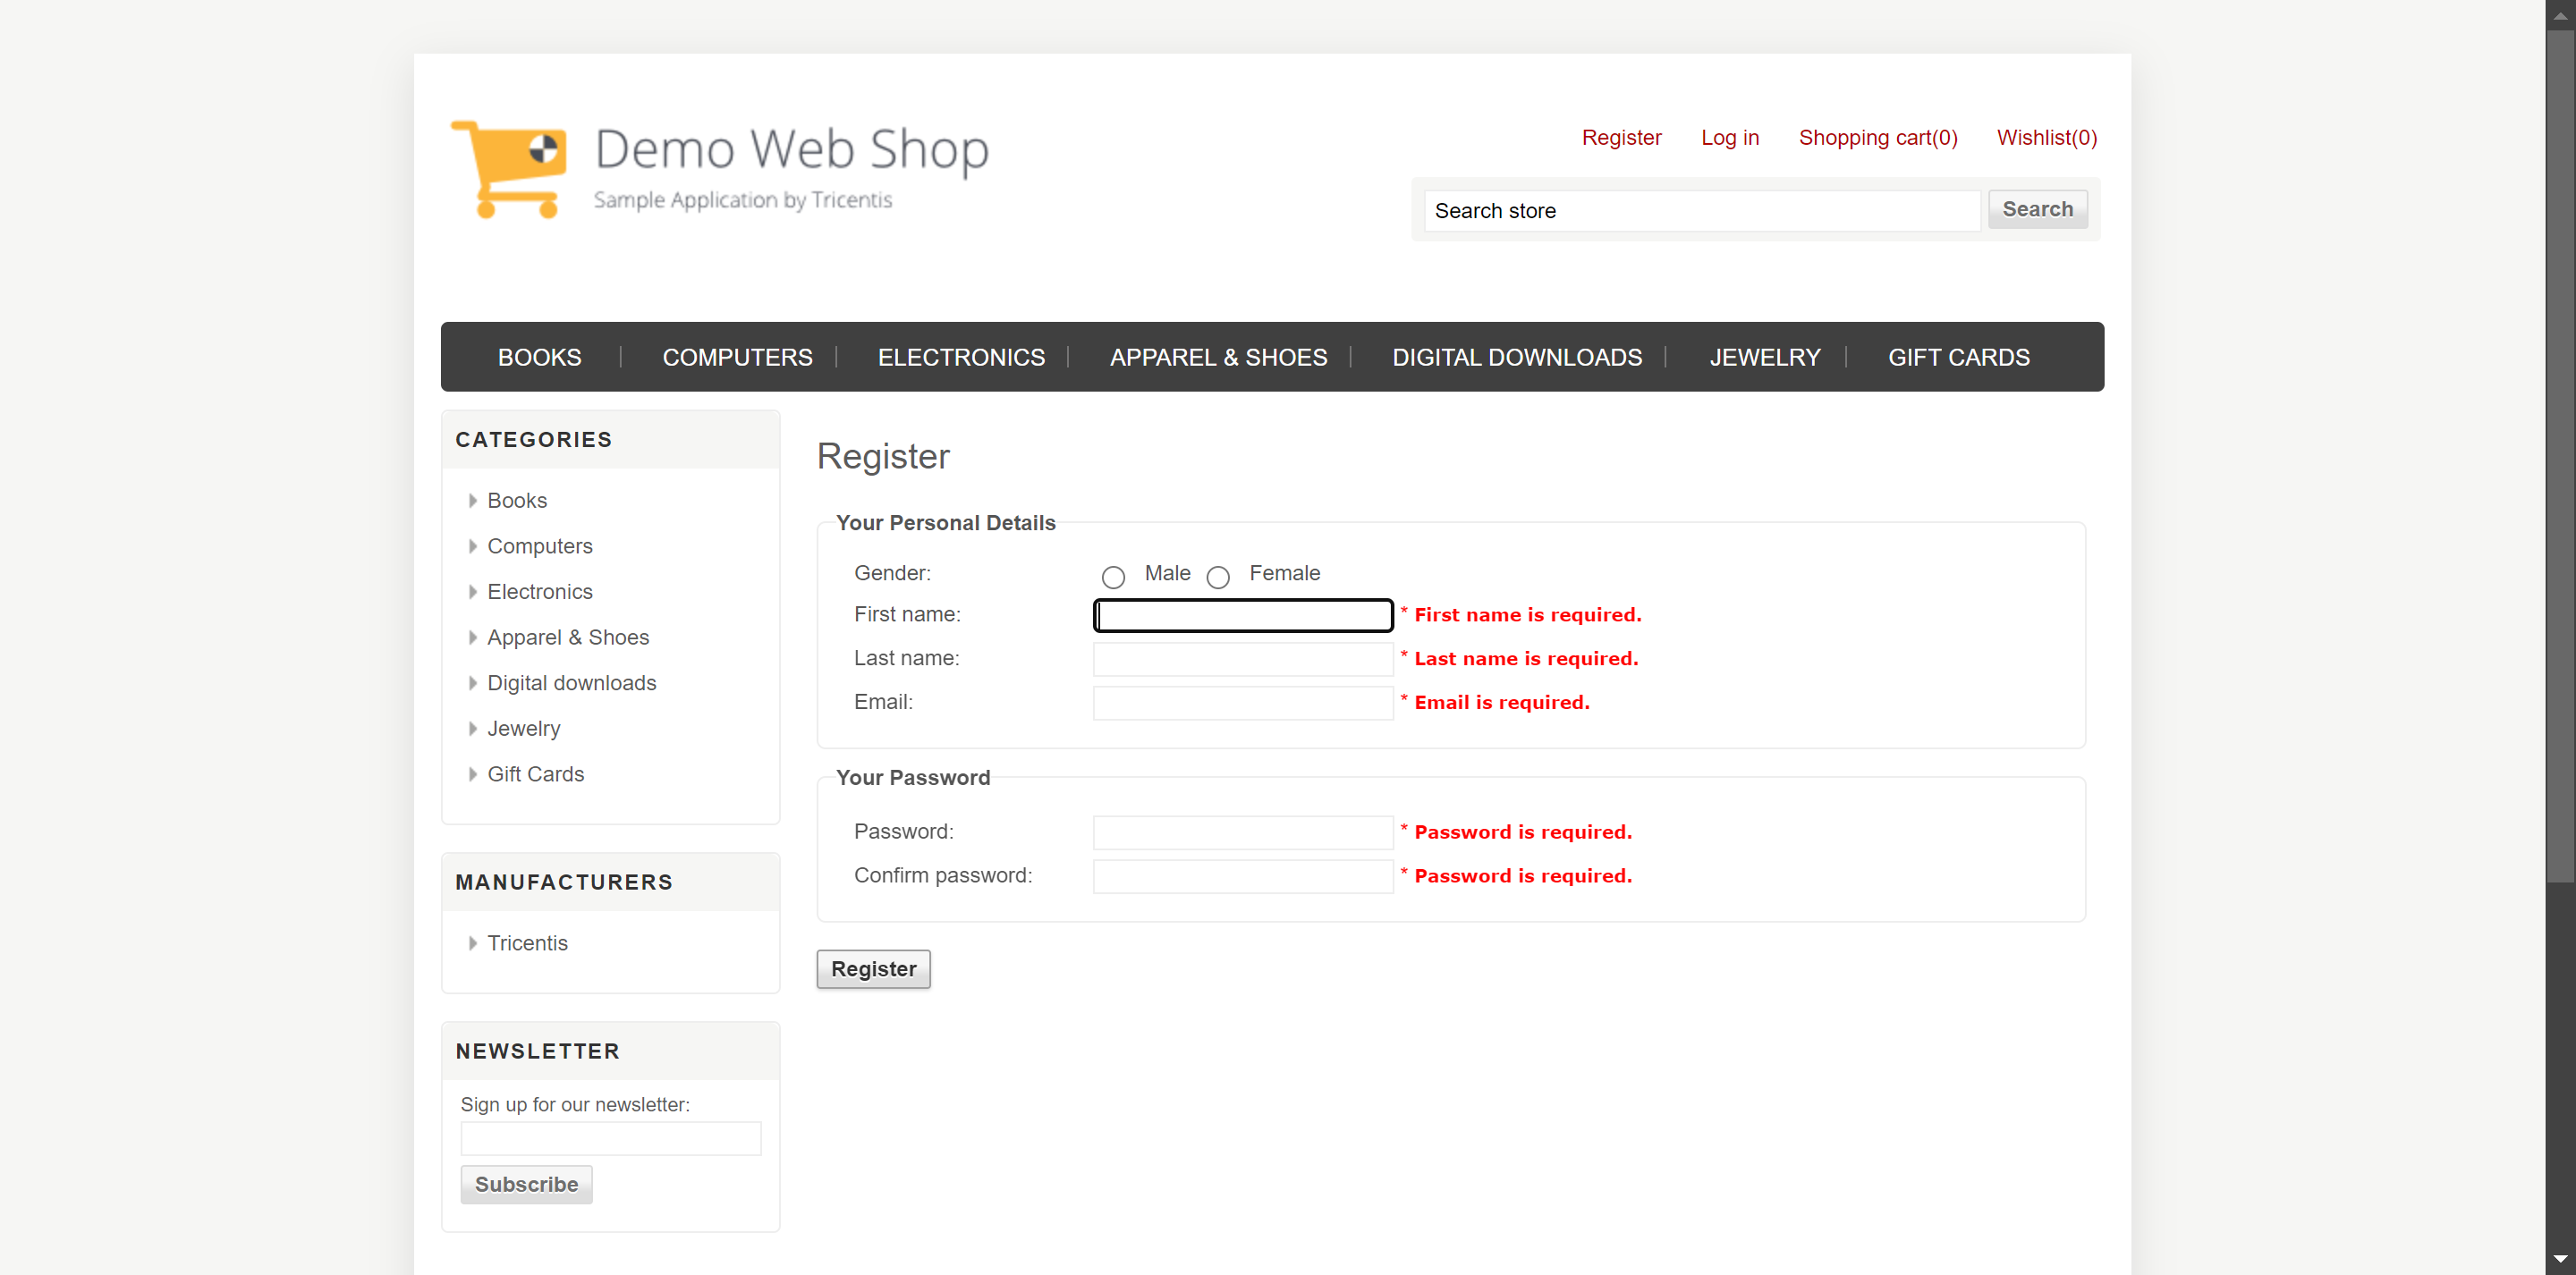 Demo Web Shop
Sample Application by Tricentis
Register Log in Shopping cart(0) Wishlist(0)
Search store Search
BOOKS COMPUTERS ELECTRONICS APPAREL & SHOES DIGITAL DOWNLOADS JEWELRY GIFT CARDS
CATEGORIES
Books
Computers
Electronics
Apparel & Shoes
Digital downloads
Jewelry
Gift Cards
MANUFACTURERS
Tricentis
NEWSLETTER
Sign up for our newsletter:
Subscribe
Register
Your Personal Details
Gender: Male Female
First name: * First name is required.
Last name: * Last name is required.
Email: * Email is required.
Your Password
Password: * Password is required.
Confirm password: * Password is required.
Register